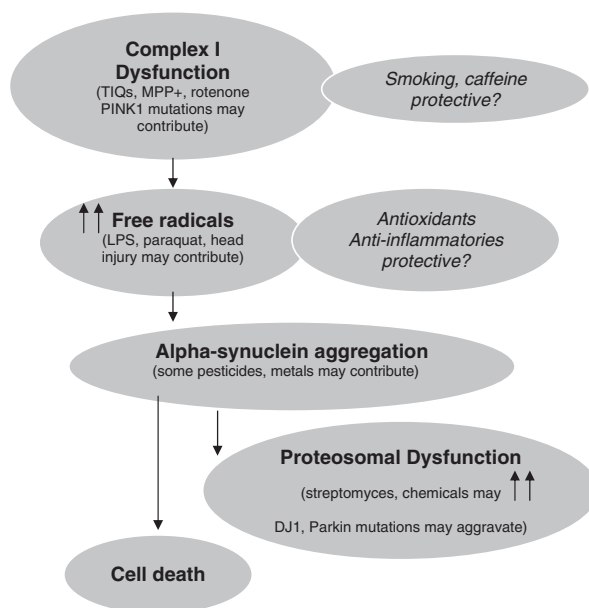 Complex I
Dysfunction
(TIQs, MPP+, rotenone
PINK1 mutations may
contribute)
Smoking, caffeine
protective?
Free radicals
(LPS, paraquat, head
injury may contribute)
Antioxidants
Anti-inflammatories
protective?
Alpha-synuclein aggregation
(some pesticides, metals may contribute)
Proteosomal Dysfunction
(streptomyces, chemicals may
DJ1, Parkin mutations may aggravate)
Cell death